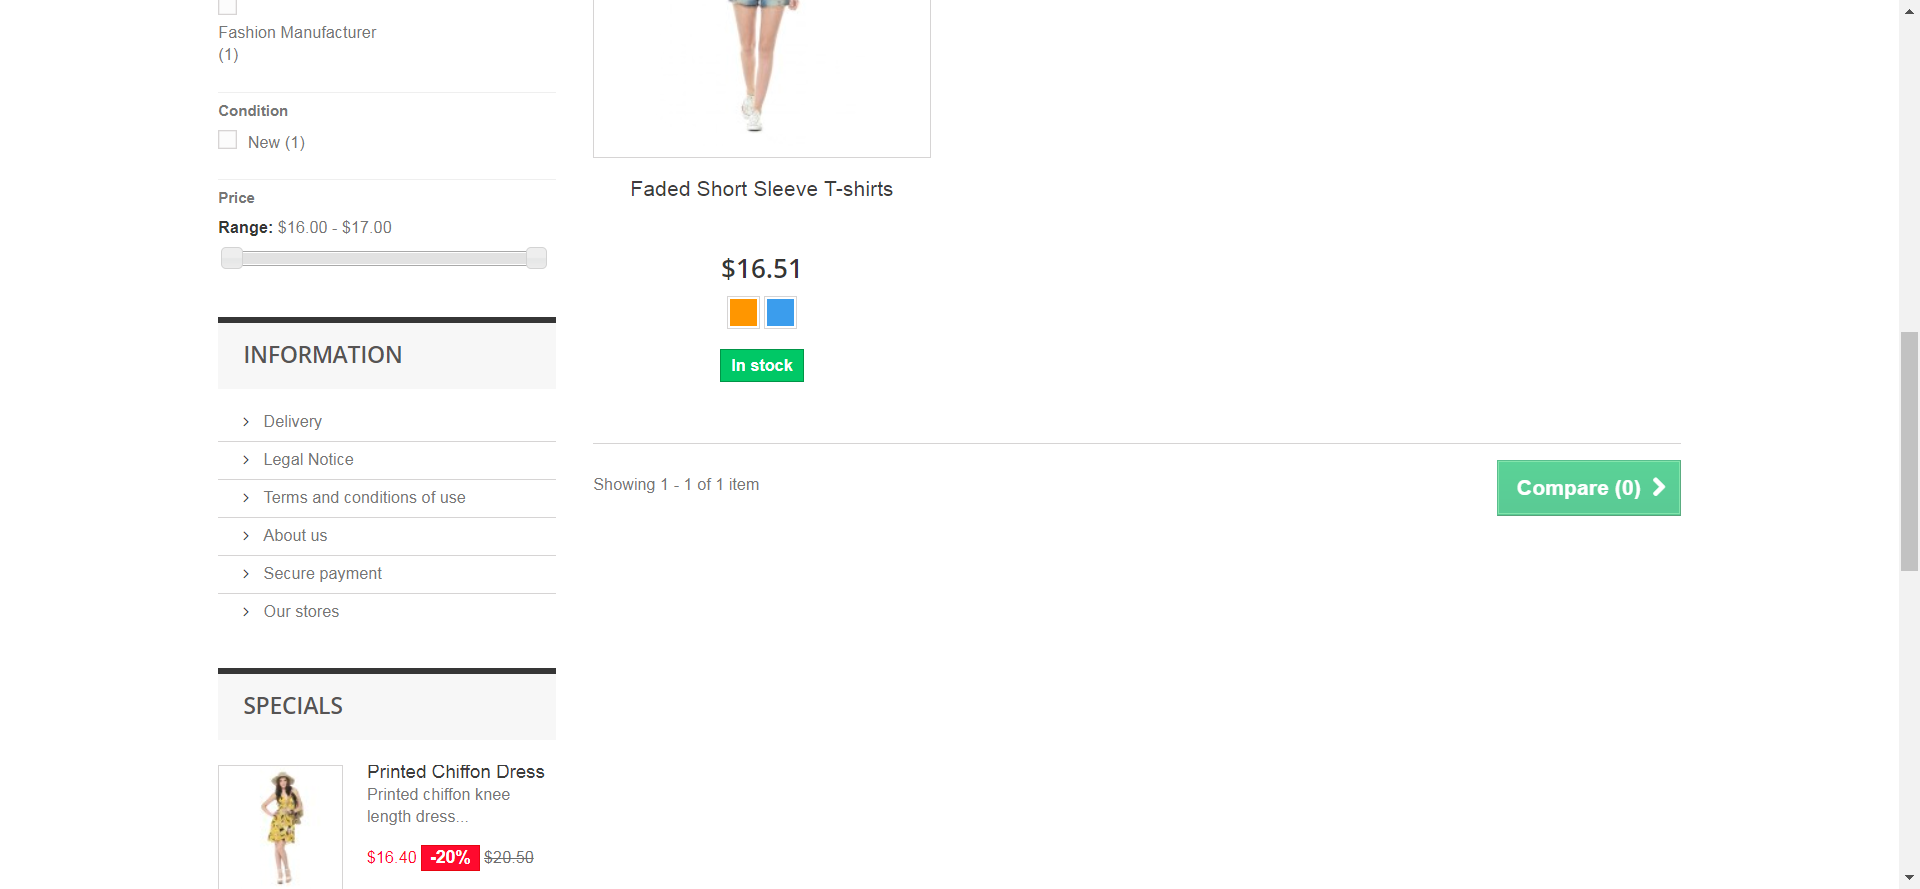 Fashion Manufacturer
(1)
Condition
New (1)
Price
Range: $16.00 - $17.00
INFORMATION
Delivery
Legal Notice
Terms and conditions of use
About us
Secure payment
Our stores
SPECIALS
Printed Chiffon Dress
Printed chiffon knee
length dress...
$16.40 -20% $20.50
Faded Short Sleeve T-shirts
$16.51
In stock
Showing 1 - 1 of 1 item
Compare (0)